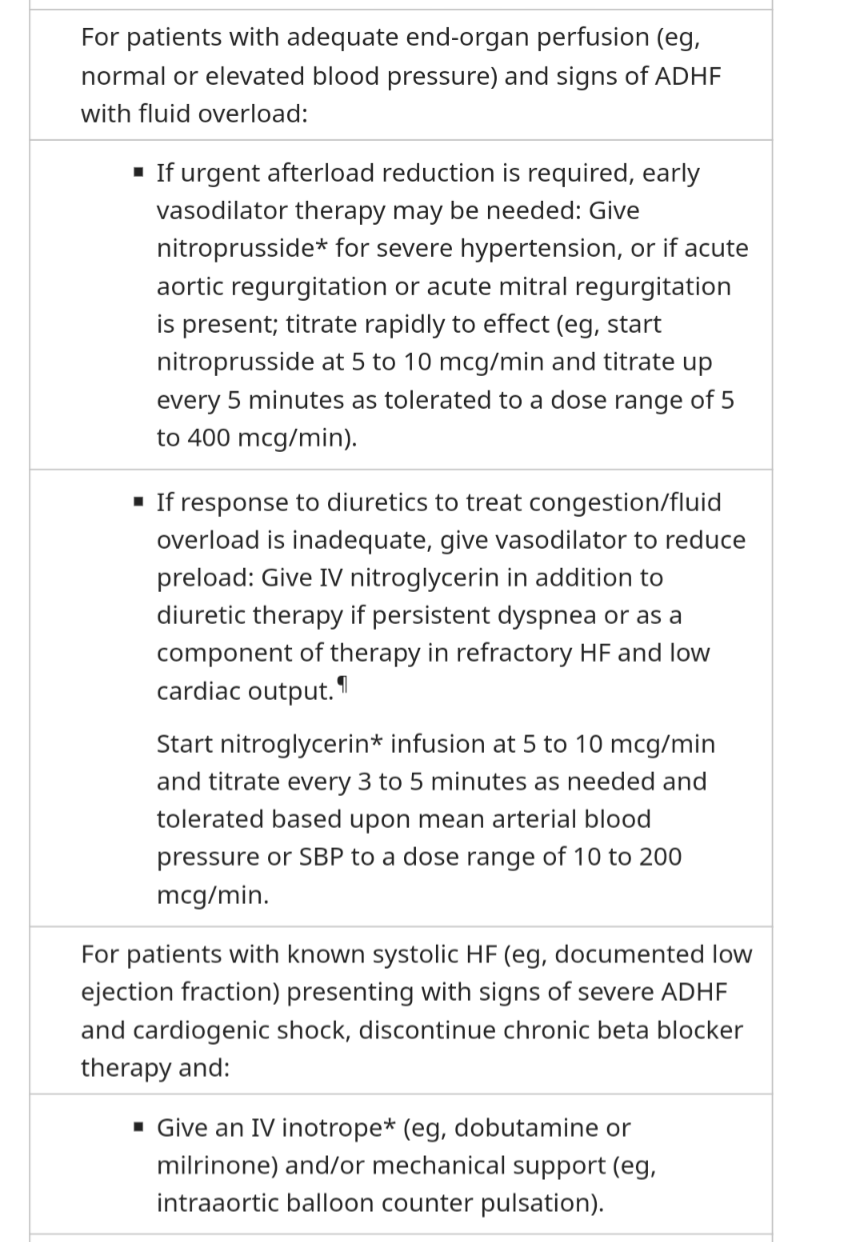 For patients with adequate end-organ perfusion (eg,
normal or elevated blood pressure) and signs of ADHF
with fluid overload:
▪ If urgent afterload reduction is required, early
vasodilator therapy may be needed: Give
nitroprusside* for severe hypertension, or if acute
aortic regurgitation or acute mitral regurgitation
is present; titrate rapidly to effect (eg, start
nitroprusside at 5 to 10 mcg/min and titrate up
every 5 minutes as tolerated to a dose range of 5
to 400 mcg/min).
▪ If response to diuretics to treat congestion/fluid
overload is inadequate, give vasodilator to reduce
preload: Give IV nitroglycerin in addition to
diuretic therapy if persistent dyspnea or as a
component of therapy in refractory HF and low
cardiac output.¶
Start nitroglycerin* infusion at 5 to 10 mcg/min
and titrate every 3 to 5 minutes as needed and
tolerated based upon mean arterial blood
pressure or SBP to a dose range of 10 to 200
mcg/min.
For patients with known systolic HF (eg, documented low
ejection fraction) presenting with signs of severe ADHF
and cardiogenic shock, discontinue chronic beta blocker
therapy and:
▪ Give an IV inotrope* (eg, dobutamine or
milrinone) and/or mechanical support (eg,
intraaortic balloon counter pulsation).